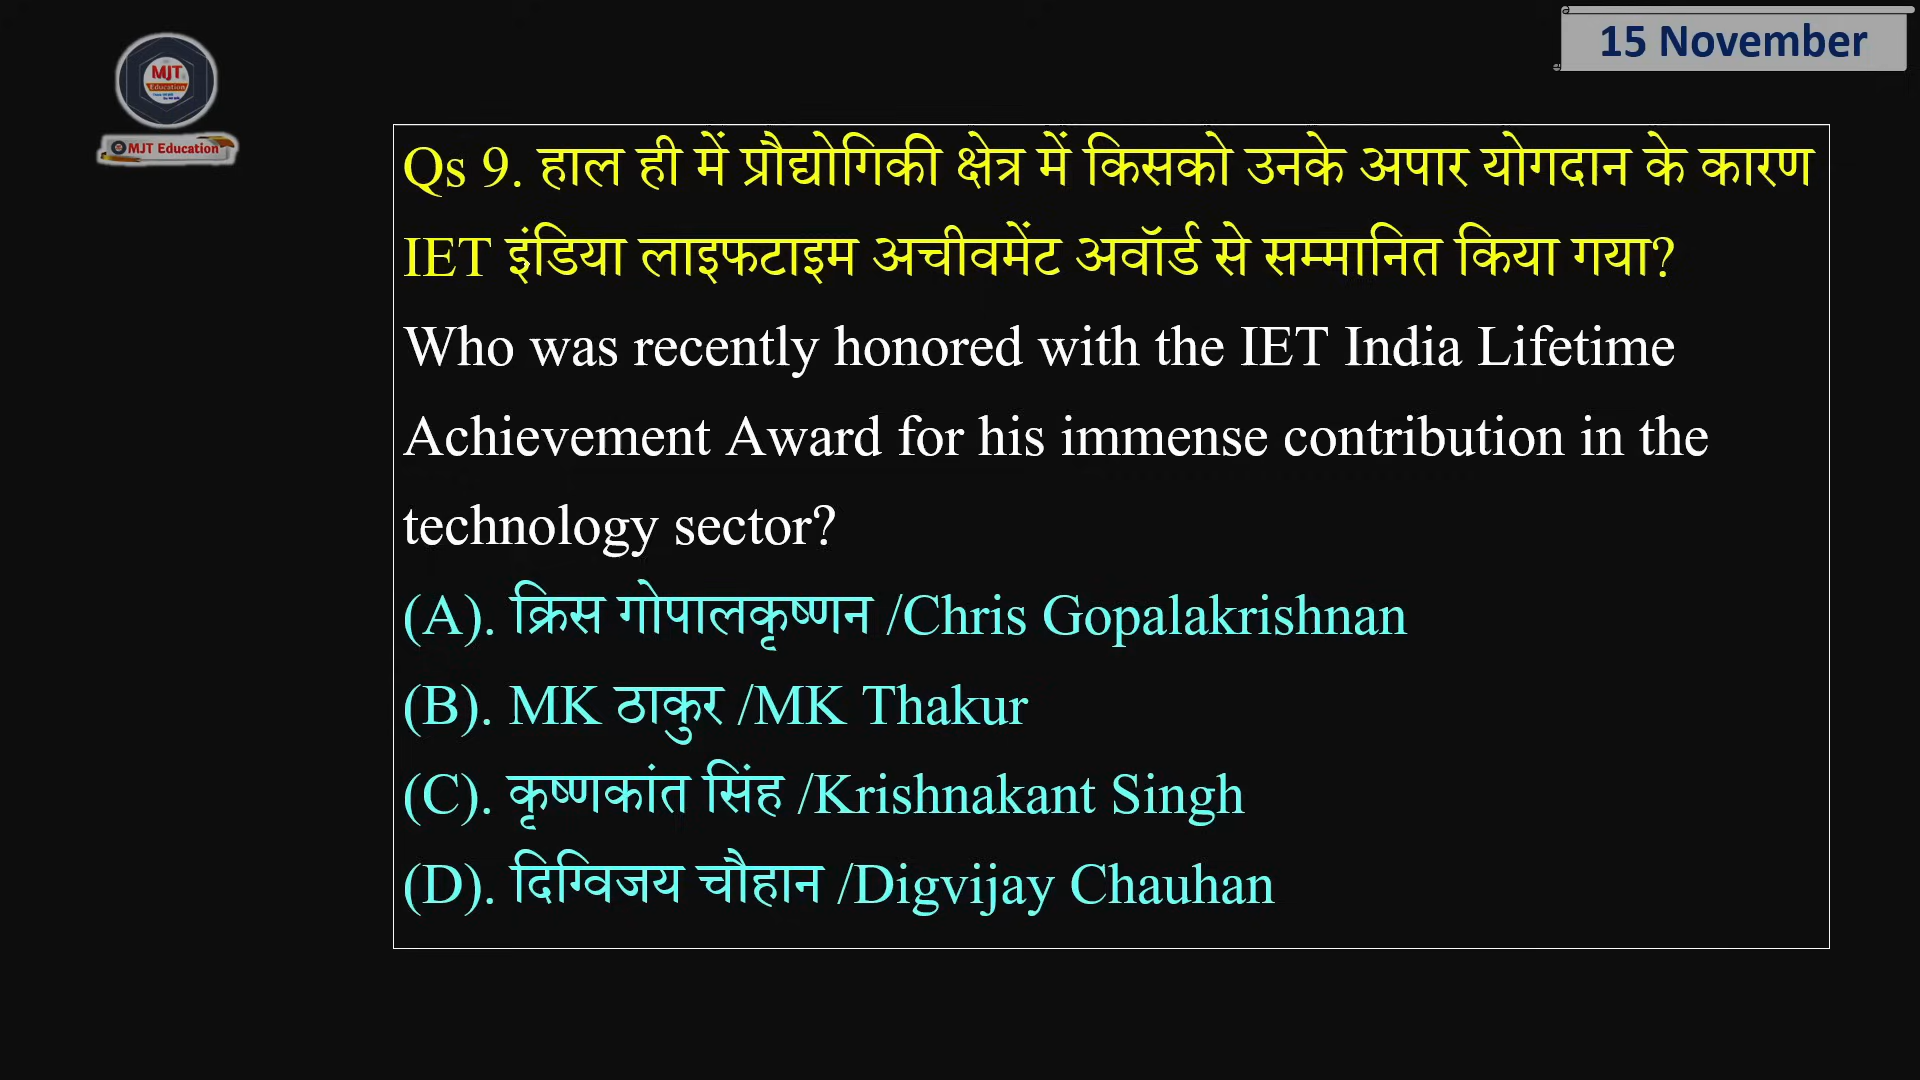 15 November
MJT
Education
MJT Education
Qs 9. हाल ही में प्रौद्योगिकी क्षेत्र में किसको उनके अपार योगदान के कारण
IET इंडिया लाइफटाइम अचीवमेंट अवॉर्ड से सम्मानित किया गया?
Who was recently honored with the IET India Lifetime
Achievement Award for his immense contribution in the
technology sector?
(A). क्रिस गोपालकृष्णन /Chris Gopalakrishnan
(B). MK ठाकुर /MK Thakur
(C). कृष्णकांत सिंह /Krishnakant Singh
(D). दिग्विजय चौहान /Digvijay Chauhan